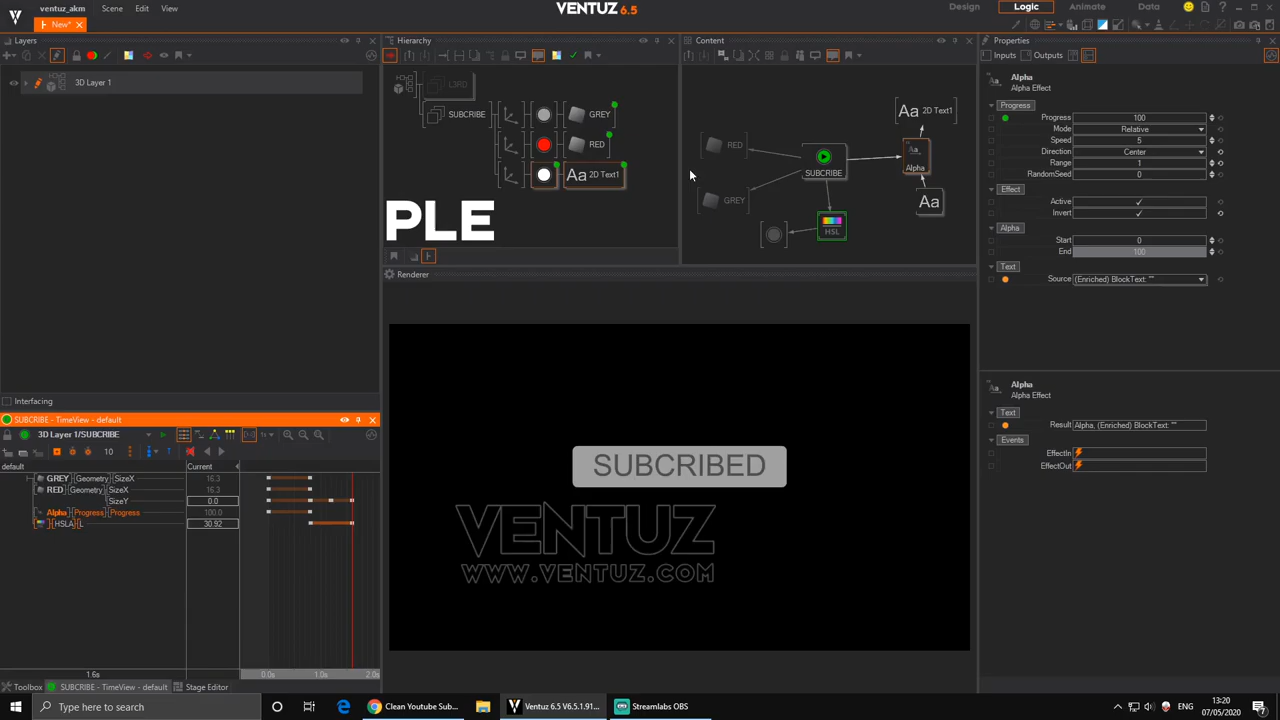 ventuz_akm Scene Edit View VENTUZ 6.5 Design Logic Animate Data
New*
Layers Hierarchy Content Properties
Inputs Outputs
3D Layer 1
L3RD
SUBCRIBE GREY
RED
2D Text1
PLE
Aa 2D Text1
RED
SUBCRIBE
Alpha
GREY
Aa
HSL
Alpha
Alpha Effect
Progress
Progress 100
Mode Relative
Speed 5
Direction Center
Range 1
RandomSeed 0
Effect
Active ✓
Invert ✓
Alpha
Start 0
End 100
Text
Source (Enriched) BlockText: ""
Renderer
SUBCRIBED
VENTUZ
WWW.VENTUZ.COM
Alpha
Alpha Effect
Text
Result Alpha, (Enriched) BlockText: ""
Events
EffectIn
EffectOut
Interfacing
SUBCRIBE - TimeView - default
3D Layer 1/SUBCRIBE
10
default Current
GREY Geometry SizeX 16.3
RED Geometry SizeX 16.3
SizeY 0.0
Alpha Progress Progress 100.0
HSLA L 30.92
1.6s 0.0s 1.0s 2.0s
Toolbox SUBCRIBE - TimeView - default Stage Editor
Type here to search Clean Youtube Sub... Ventuz 6.5 V6.5.1.91... Streamlabs OBS ENG 13:20
07/05/2020